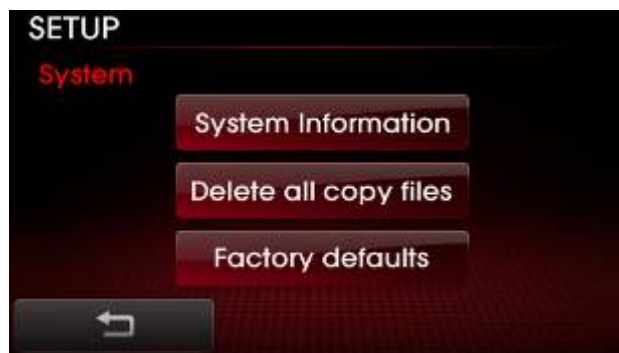 SETUP
System
System Information
Delete all copy files
Factory defaults